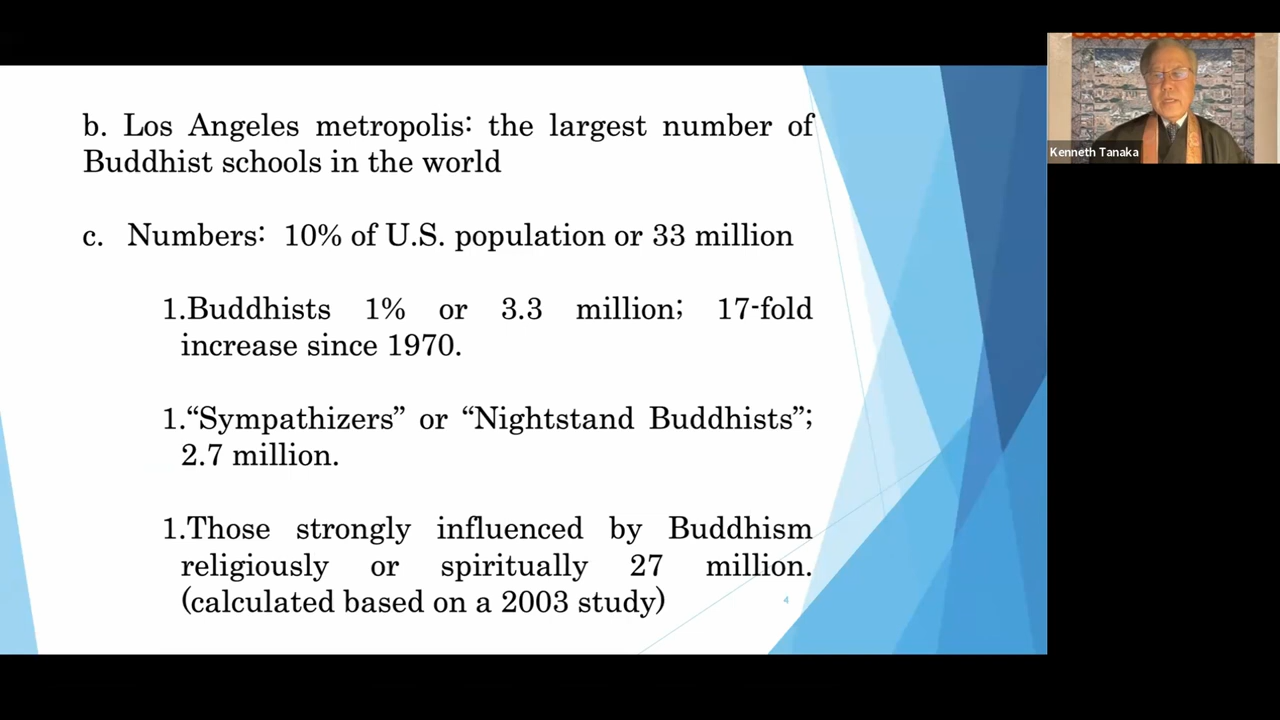 b. Los Angeles metropolis: the largest number of
Buddhist schools in the world
c. Numbers: 10% of U.S. population or 33 million
1.Buddhists 1% or 3.3 million; 17-fold
increase since 1970.
1.“Sympathizers” or “Nightstand Buddhists”;
2.7 million.
1.Those strongly influenced by Buddhism
religiously or spiritually 27 million.
(calculated based on a 2003 study)
4
Kenneth Tanaka